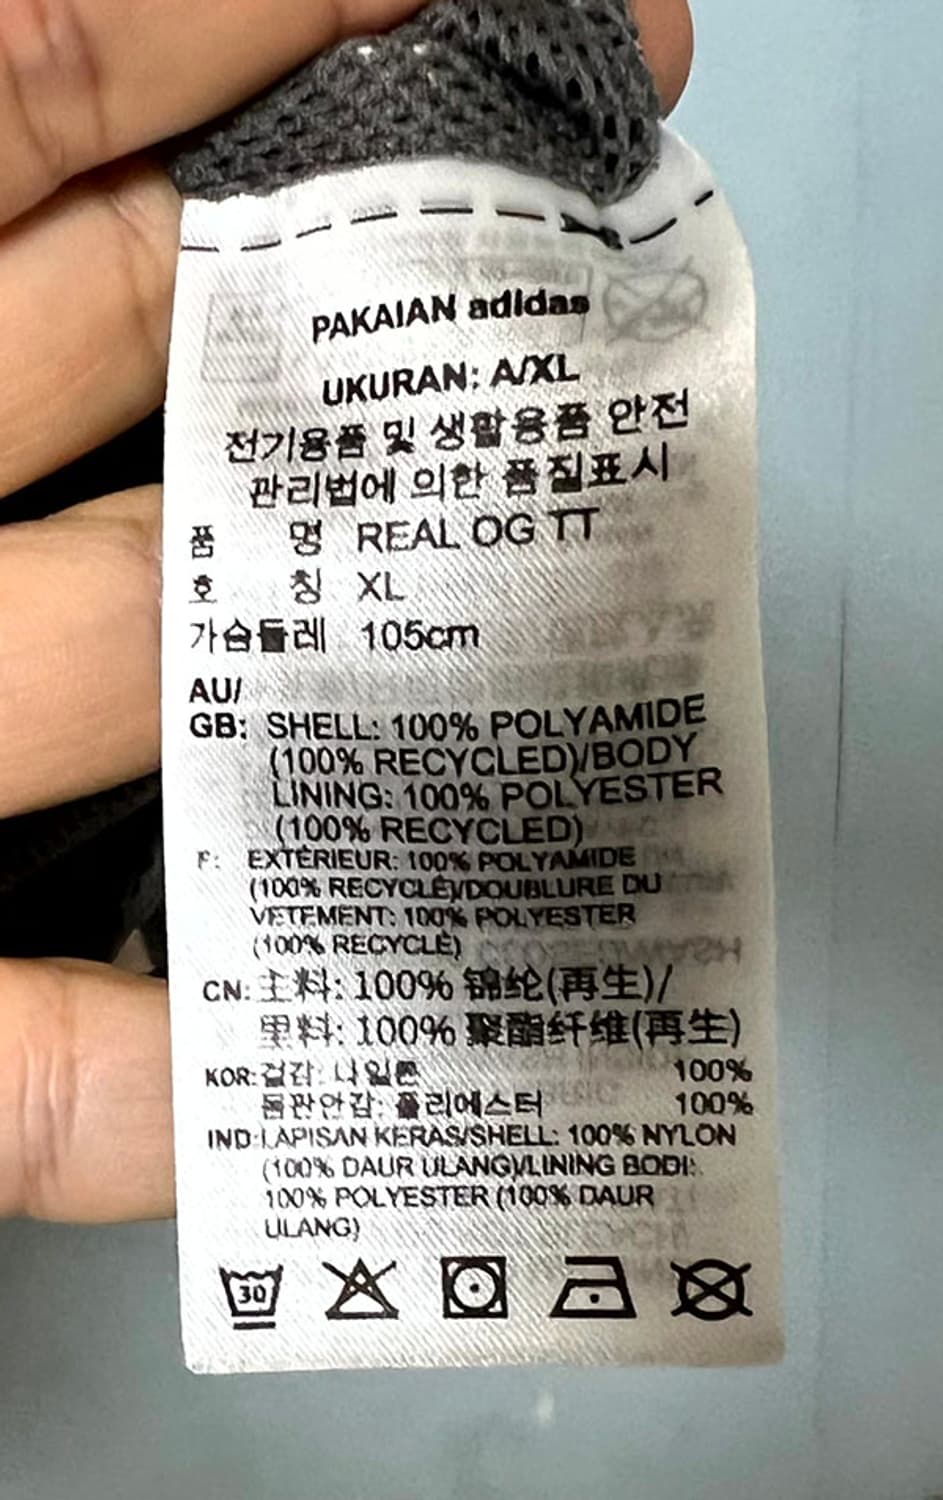 PAKAIAN adidas
UKURAN: A/XL
전기용품 및 생활용품 안전
관리법에 의한 품질표시
품 명 REAL OG TT
호 칭 XL
가슴둘레 105cm
AU/
GB: SHELL: 100% POLYAMIDE
(100% RECYCLED)/BODY
LINING: 100% POLYESTER
(100% RECYCLED)
F: EXTÉRIEUR: 100% POLYAMIDE
(100% RECYCLÉ)/DOUBLURE DU
VETEMENT: 100% POLYESTER
(100% RECYCLÉ)
CN: 主料: 100% 锦纶(再生)/
里料: 100% 聚酯纤维(再生)
KOR: 겉감: 나일론 100%
몸판안감: 폴리에스터 100%
IND: LAPISAN KERAS/SHELL: 100% NYLON
(100% DAUR ULANG)/LINING BODI:
100% POLYESTER (100% DAUR
ULANG)
30